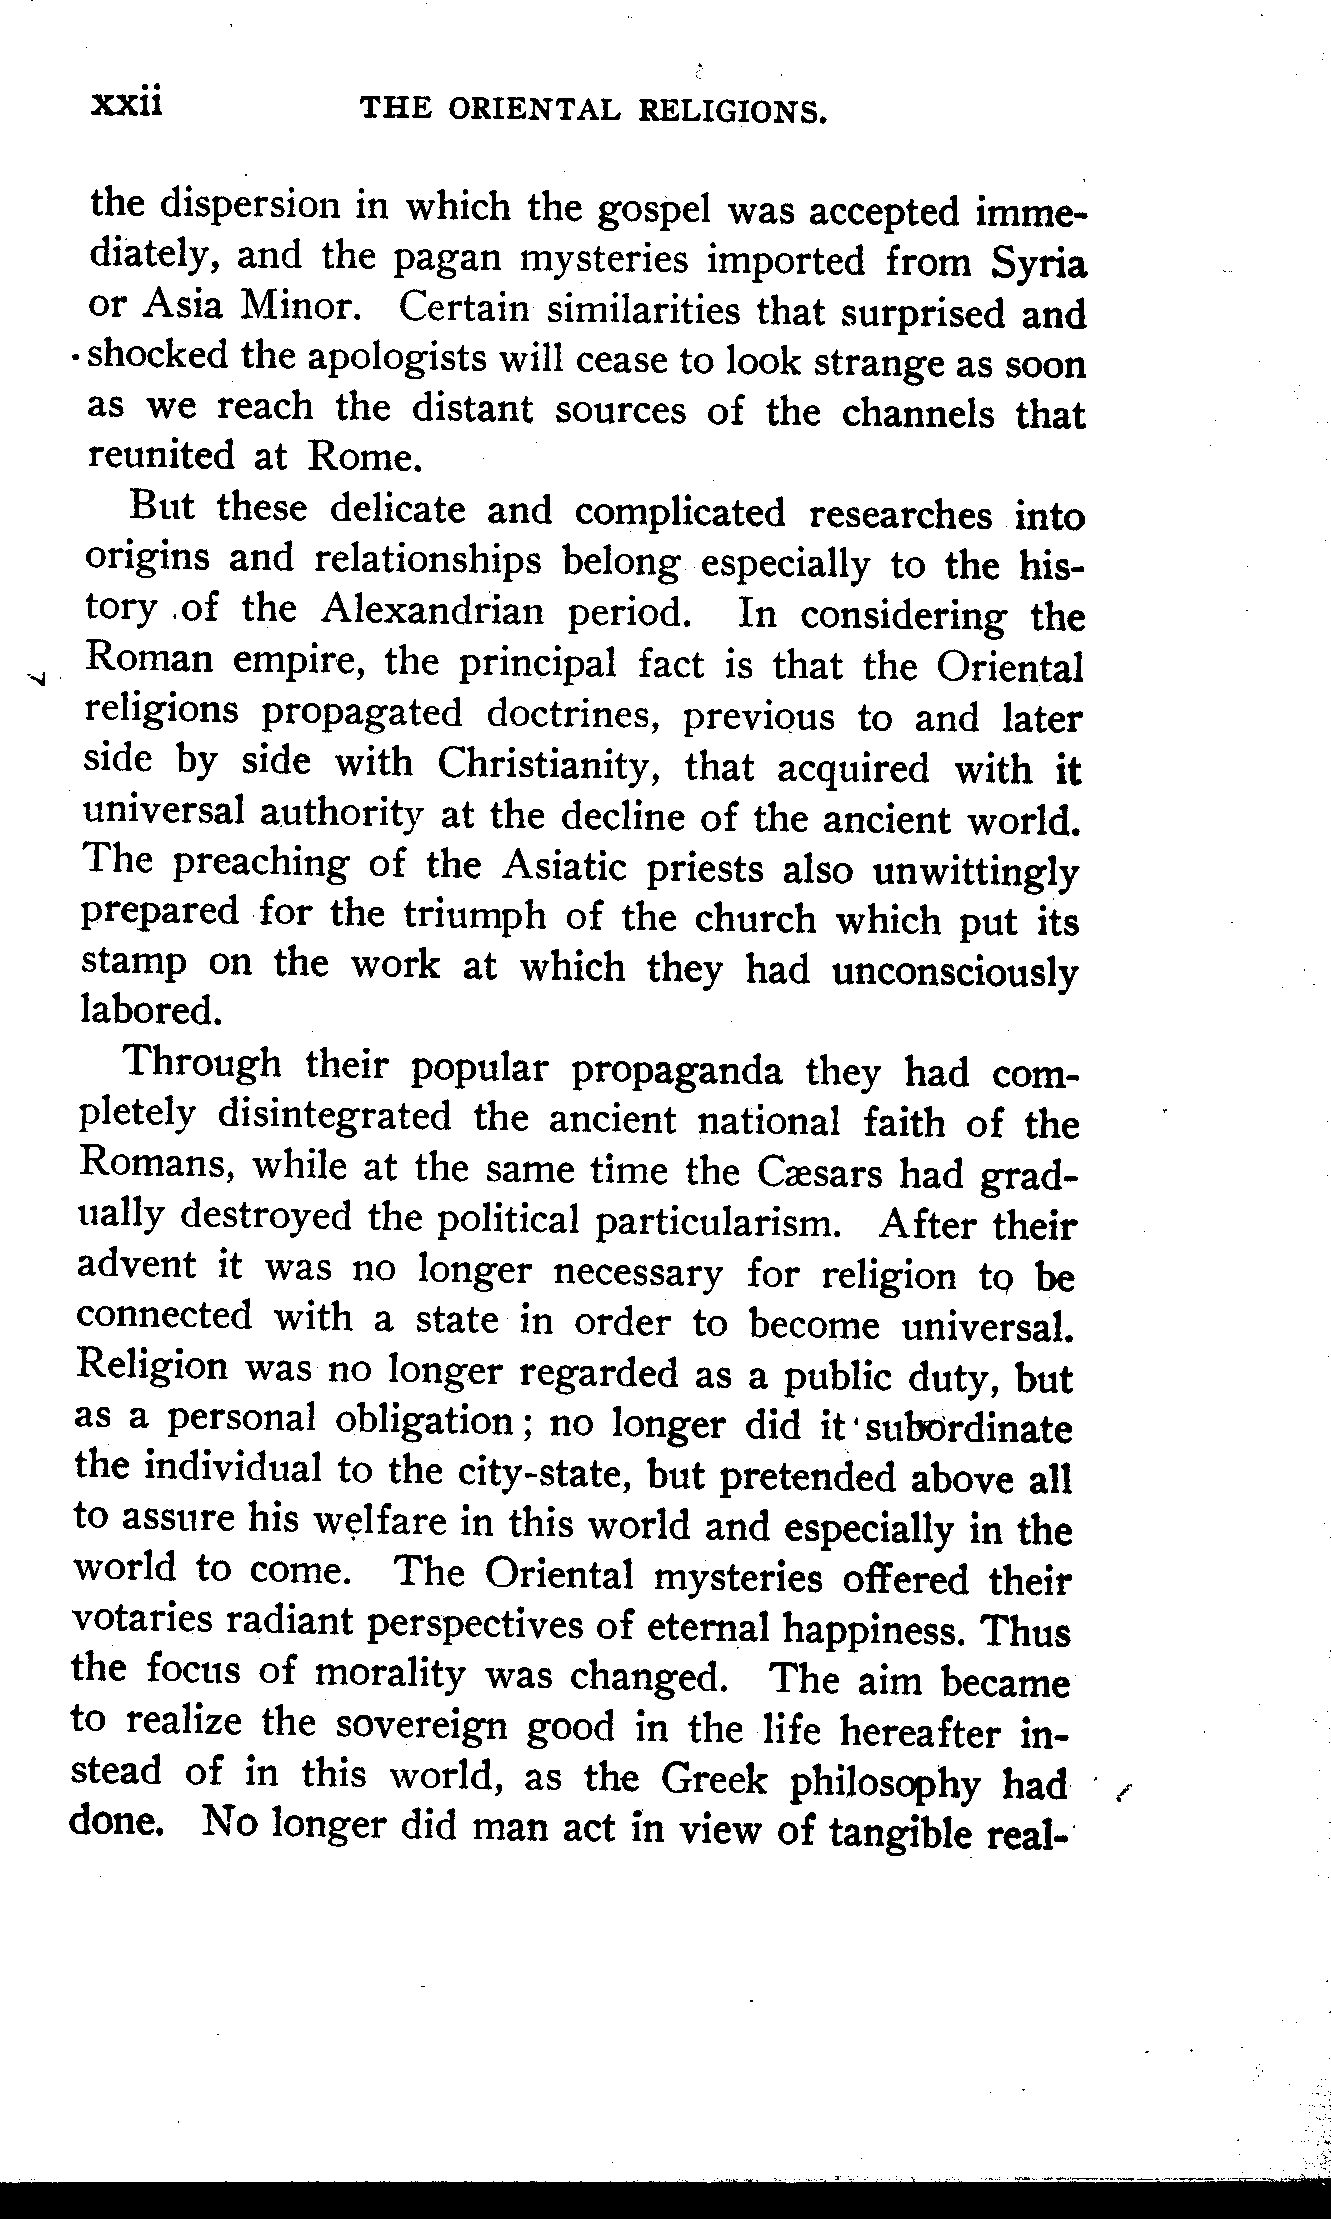 xxii THE ORIENTAL RELIGIONS.
the dispersion in which the gospel was accepted imme-
diately, and the pagan mysteries imported from Syria
or Asia Minor. Certain similarities that surprised and
shocked the apologists will cease to look strange as soon
as we reach the distant sources of the channels that
reunited at Rome.
But these delicate and complicated researches into
origins and relationships belong especially to the his-
tory of the Alexandrian period. In considering the
Roman empire, the principal fact is that the Oriental
religions propagated doctrines, previous to and later
side by side with Christianity, that acquired with it
universal authority at the decline of the ancient world.
The preaching of the Asiatic priests also unwittingly
prepared for the triumph of the church which put its
stamp on the work at which they had unconsciously
labored.
Through their popular propaganda they had com-
pletely disintegrated the ancient national faith of the
Romans, while at the same time the Cæsars had grad-
ually destroyed the political particularism. After their
advent it was no longer necessary for religion to be
connected with a state in order to become universal.
Religion was no longer regarded as a public duty, but
as a personal obligation; no longer did it subordinate
the individual to the city-state, but pretended above all
to assure his welfare in this world and especially in the
world to come. The Oriental mysteries offered their
votaries radiant perspectives of eternal happiness. Thus
the focus of morality was changed. The aim became
to realize the sovereign good in the life hereafter in-
stead of in this world, as the Greek philosophy had
done. No longer did man act in view of tangible real-